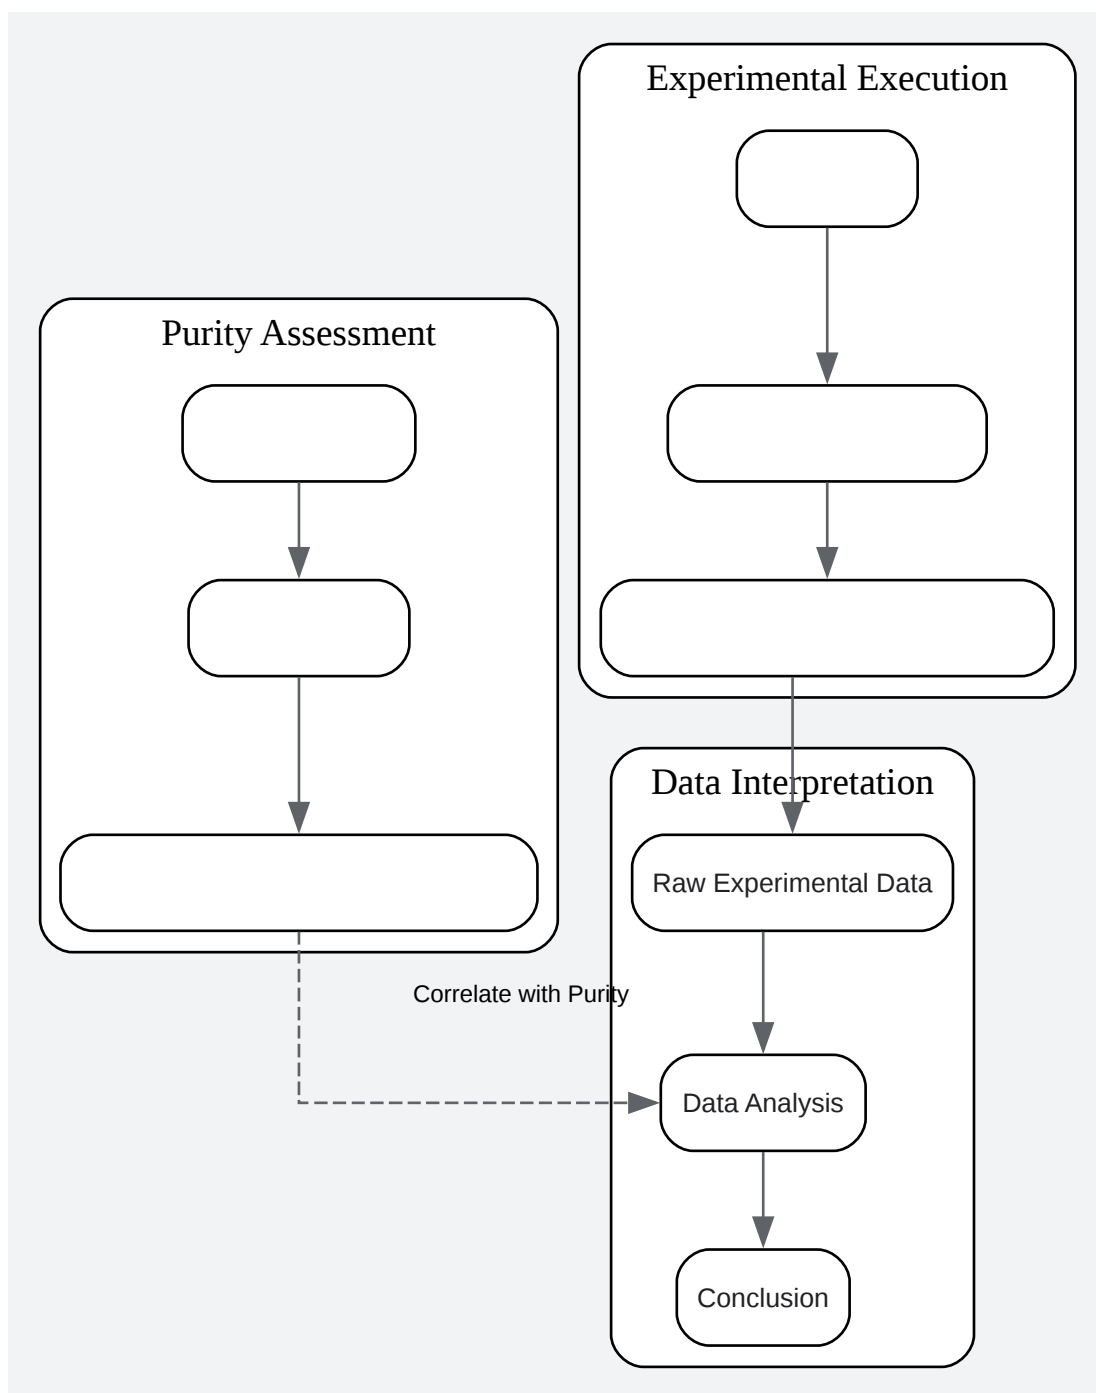 Experimental Execution
Purity Assessment
Data Interpretation
Raw Experimental Data
Correlate with Purity
Data Analysis
Conclusion